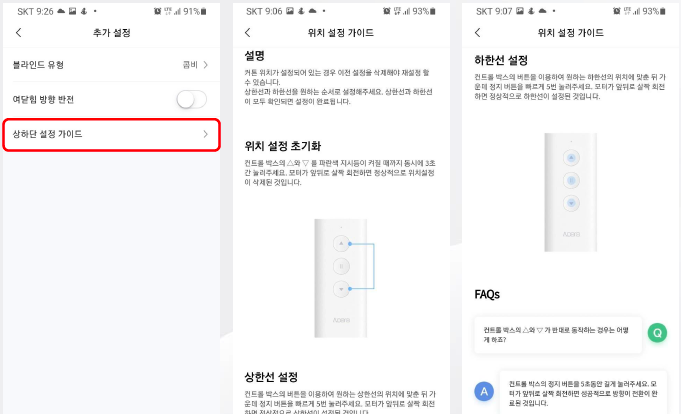 SKT 9:26 91%
추가 설정
블라인드 유형 콤비
여닫힘 방향 반전
상하단 설정 가이드
SKT 9:06 93%
위치 설정 가이드
설명
커튼 위치가 설정되어 있는 경우 이전 설정을 삭제해야 재설정 할
수 있습니다.
상한선과 하한선을 원하는 순서로 설정해주세요. 상한선과 하한선
이 모두 확인되면 설정이 완료됩니다.
위치 설정 초기화
컨트롤 박스의 △와 ▽ 를 파란색 지시등이 켜질 때까지 동시에 3초
간 눌러주세요. 모터가 앞뒤로 살짝 회전하면 정상적으로 위치설정
이 삭제된 것입니다.
AQARA
상한선 설정
컨트롤 박스의 버튼을 이용하여 원하는 상한선의 위치에 맞춘 뒤 가
운데 정지 버튼을 빠르게 5번 눌러주세요. 모터가 앞뒤로 살짝 회전
하면 정상적으로 상한선이 설정된 것입니다.
SKT 9:07 93%
위치 설정 가이드
하한선 설정
컨트롤 박스의 버튼을 이용하여 원하는 하한선의 위치에 맞춘 뒤 가
운데 정지 버튼을 빠르게 5번 눌러주세요. 모터가 앞뒤로 살짝 회전
하면 정상적으로 하한선이 설정된 것입니다.
AQARA
FAQs
컨트롤 박스의 △와 ▽ 가 반대로 동작하는 경우는 어떻
게 하죠?
Q
A
컨트롤 박스의 정지 버튼을 5초동안 길게 눌러주세요. 모
터가 앞뒤로 살짝 회전하면 성공적으로 방향이 전환이 완
료된 것입니다.